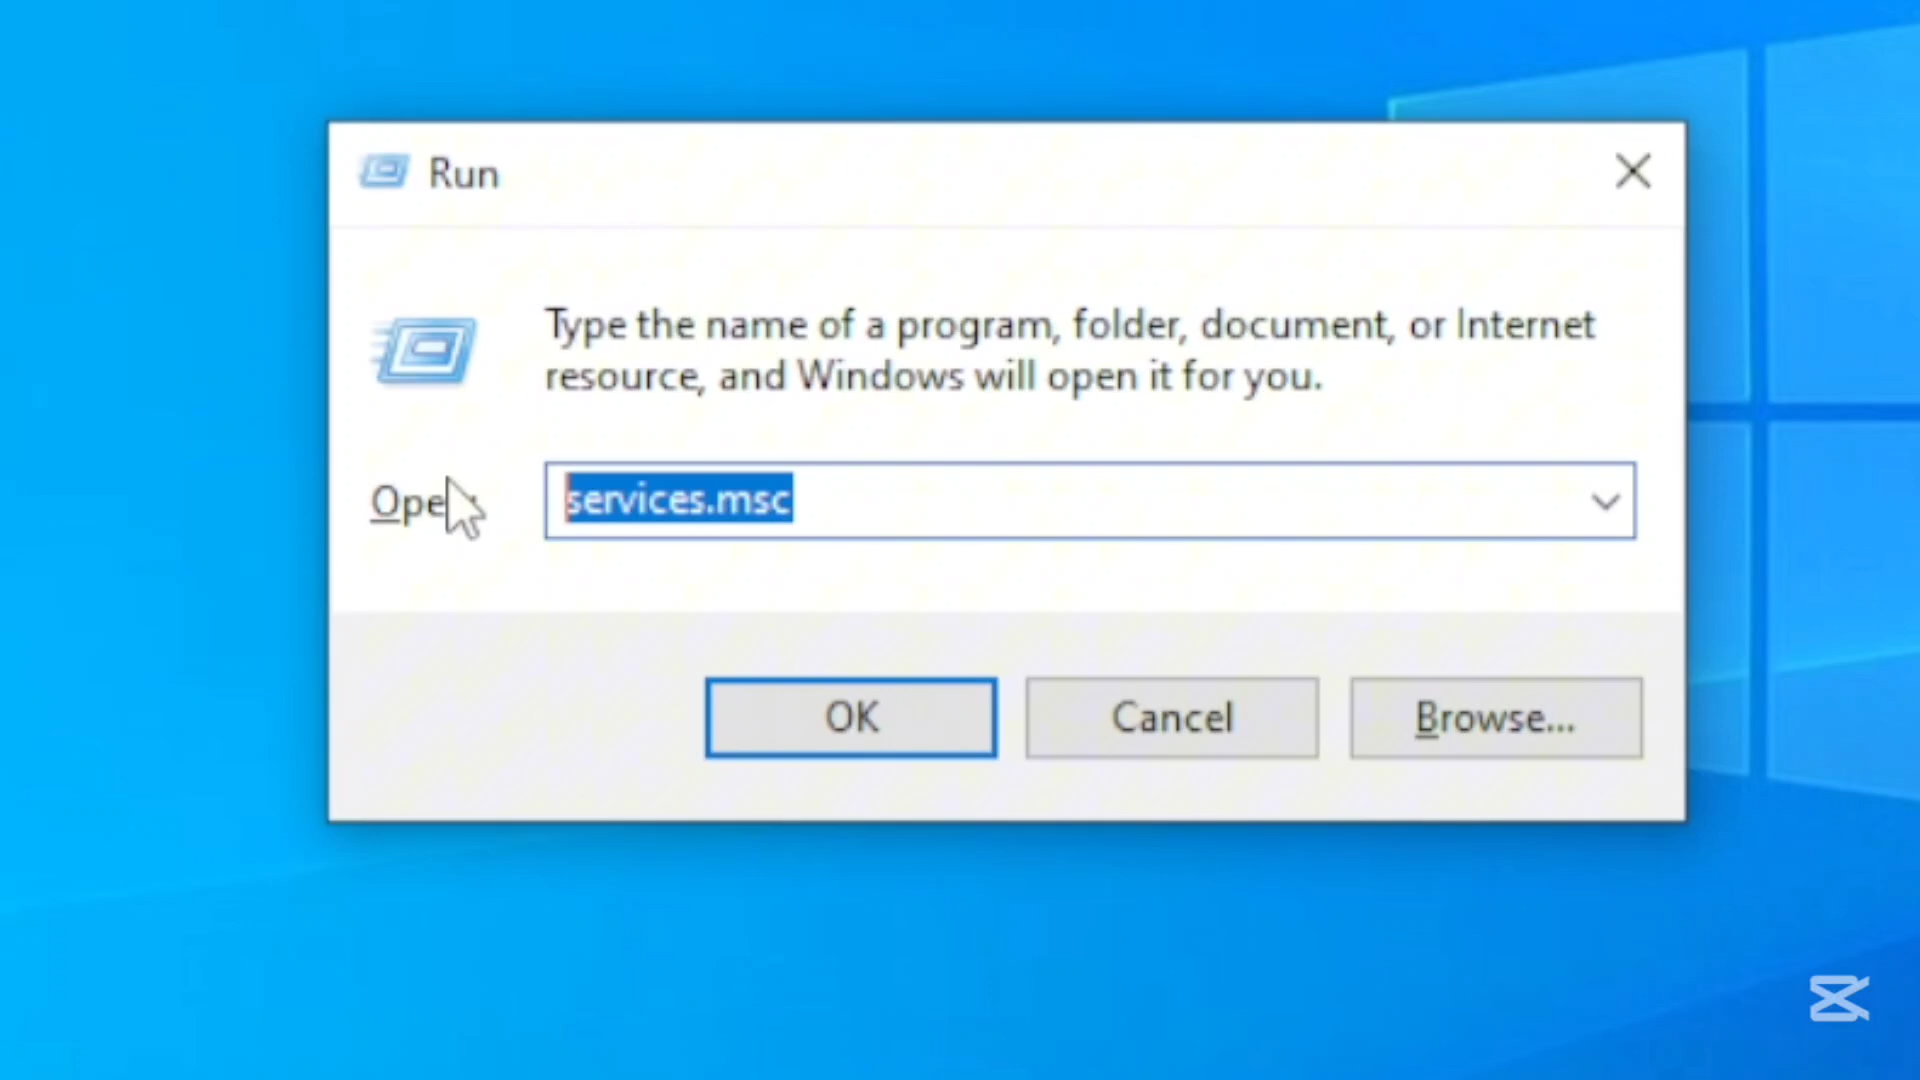 Run
Type the name of a program, folder, document, or Internet
resource, and Windows will open it for you.
services.msc
OK
Cancel
Browse...